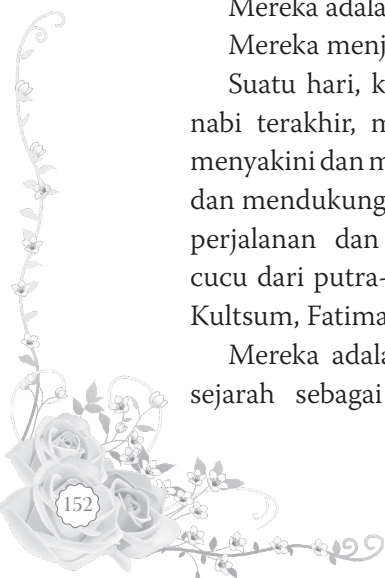 Mereka adala
Mereka menj
Suatu hari, k
nabi terakhir, m
menyakini dan m
dan mendukung
perjalanan dan
cucu dari putra-
Kultsum, Fatima
Mereka adala
sejarah sebagai
152